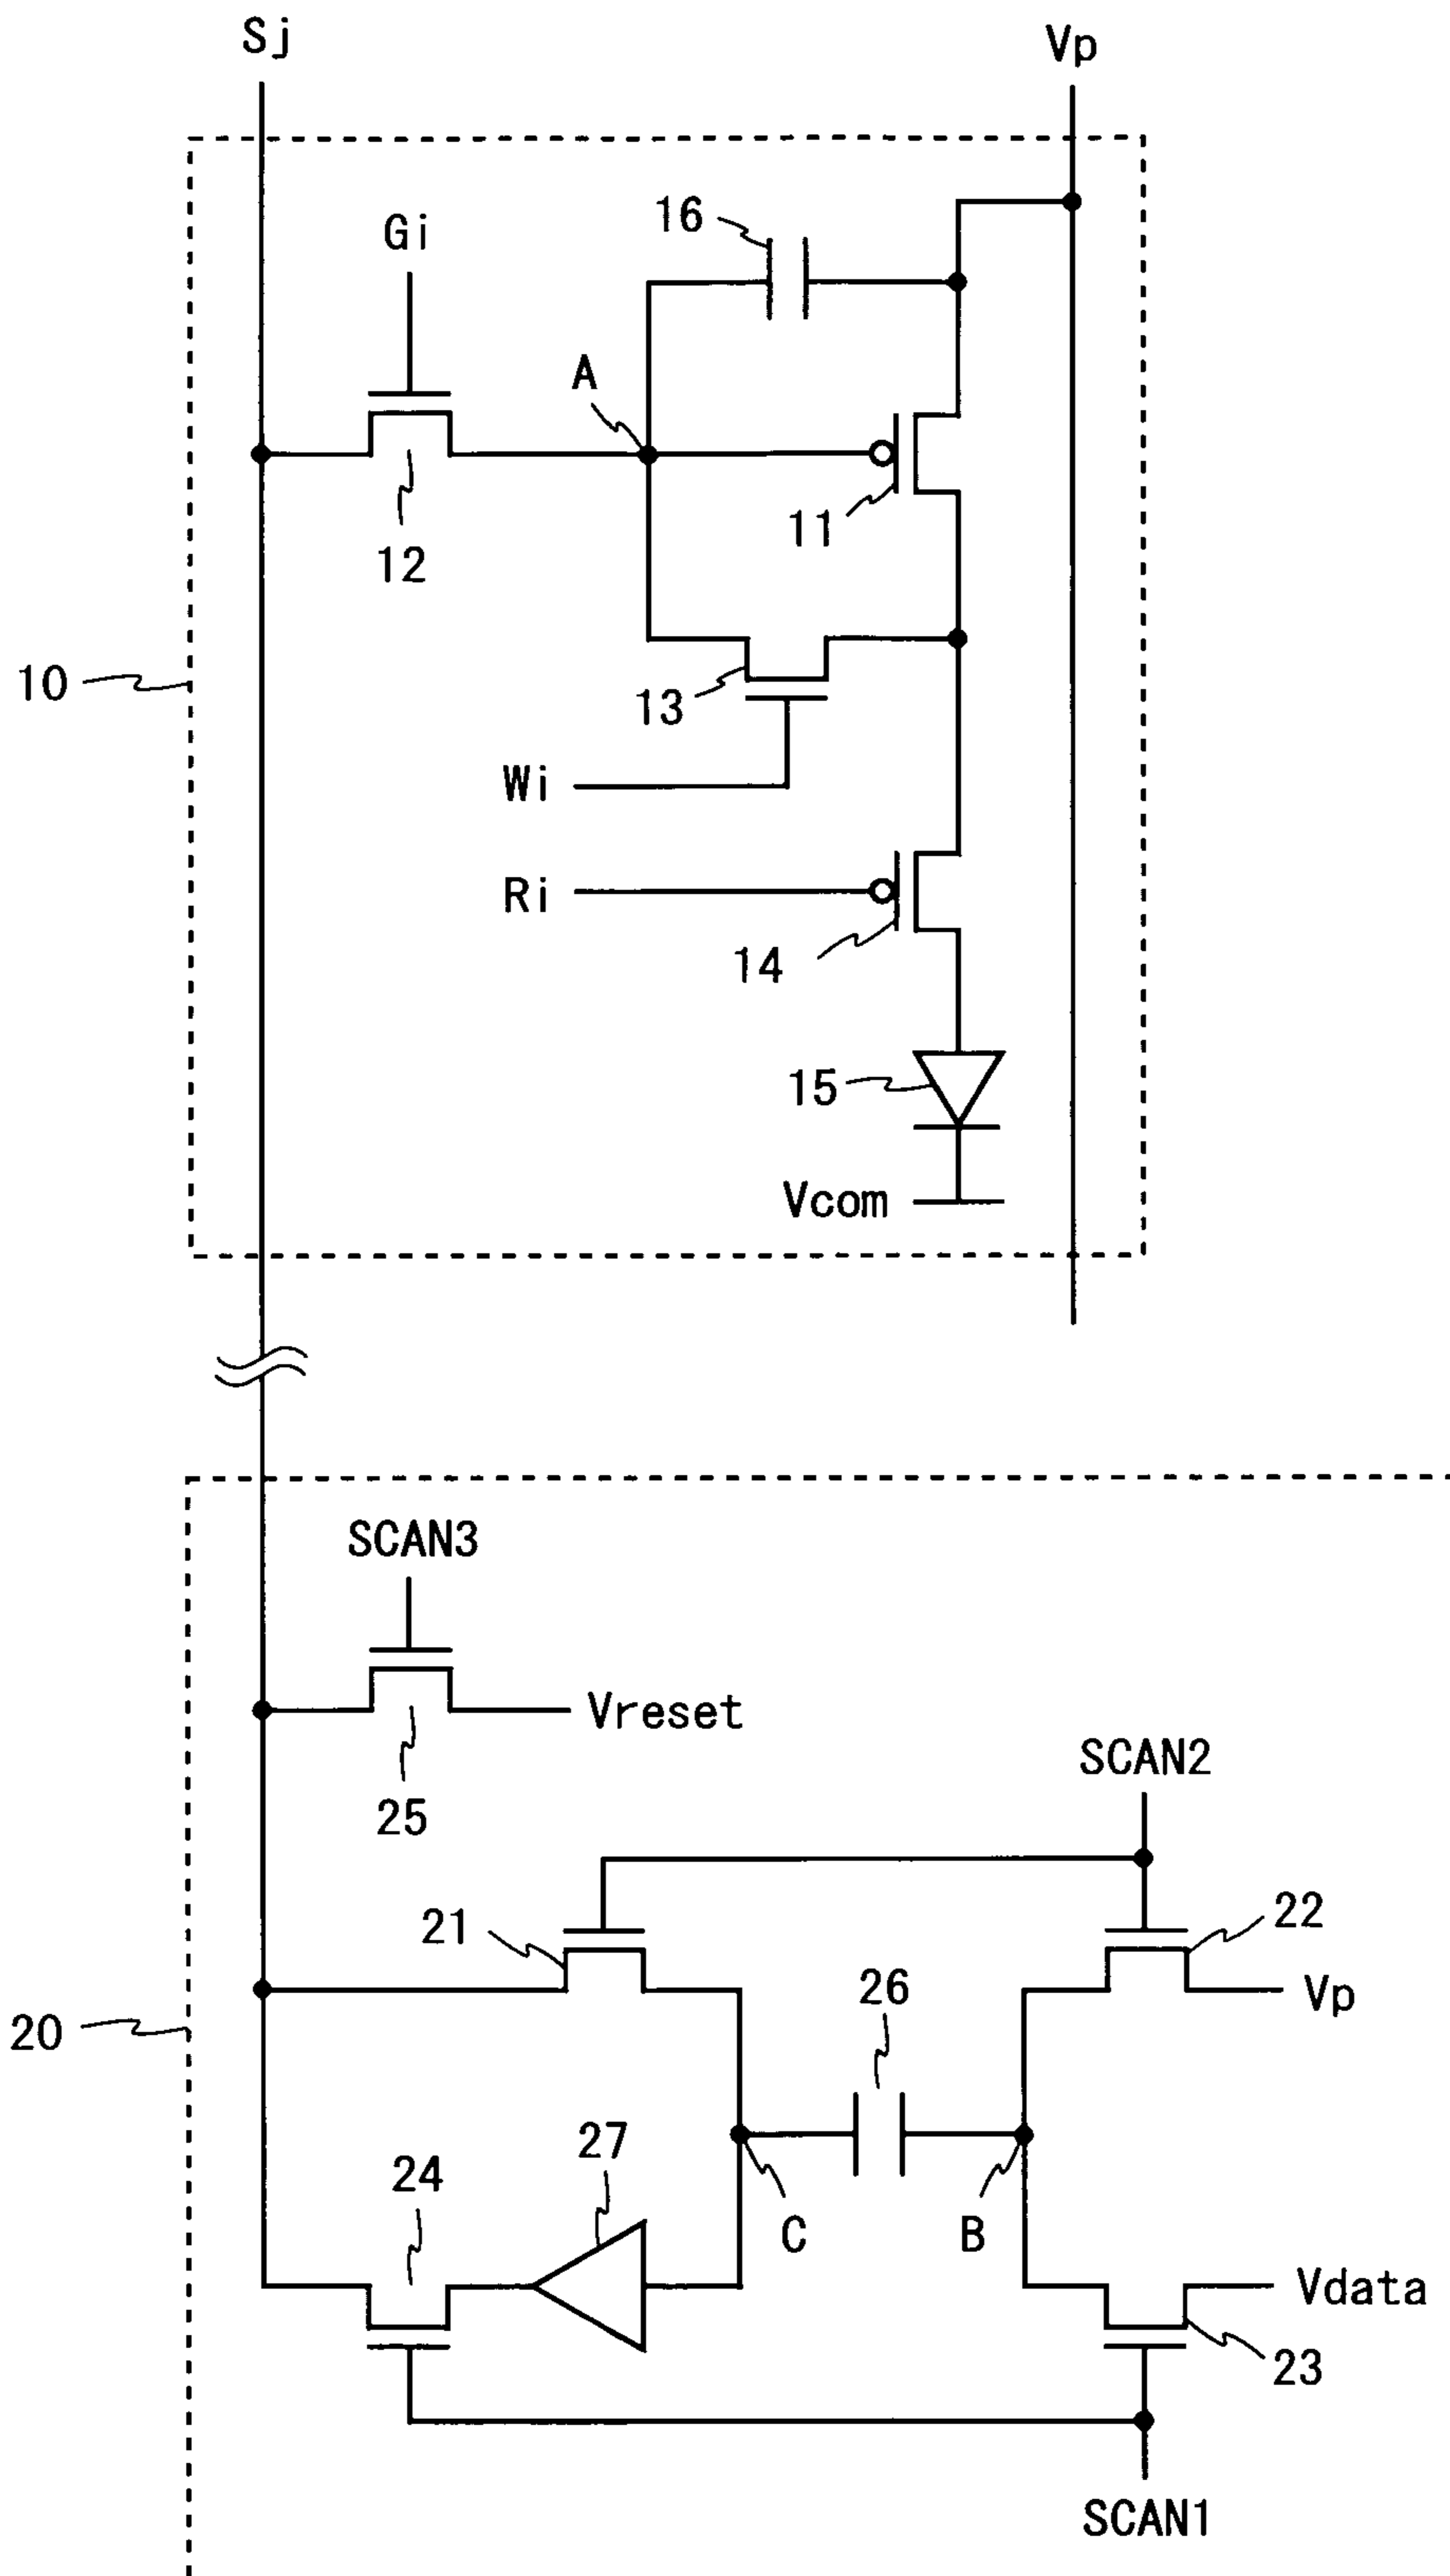 Sj
Vp
16
Gi
A
11
12
10
13
Wi
Ri
14
15
Vcom
SCAN3
Vreset
SCAN2
25
21
22
26
Vp
20
27
24
C
B
Vdata
23
SCAN1